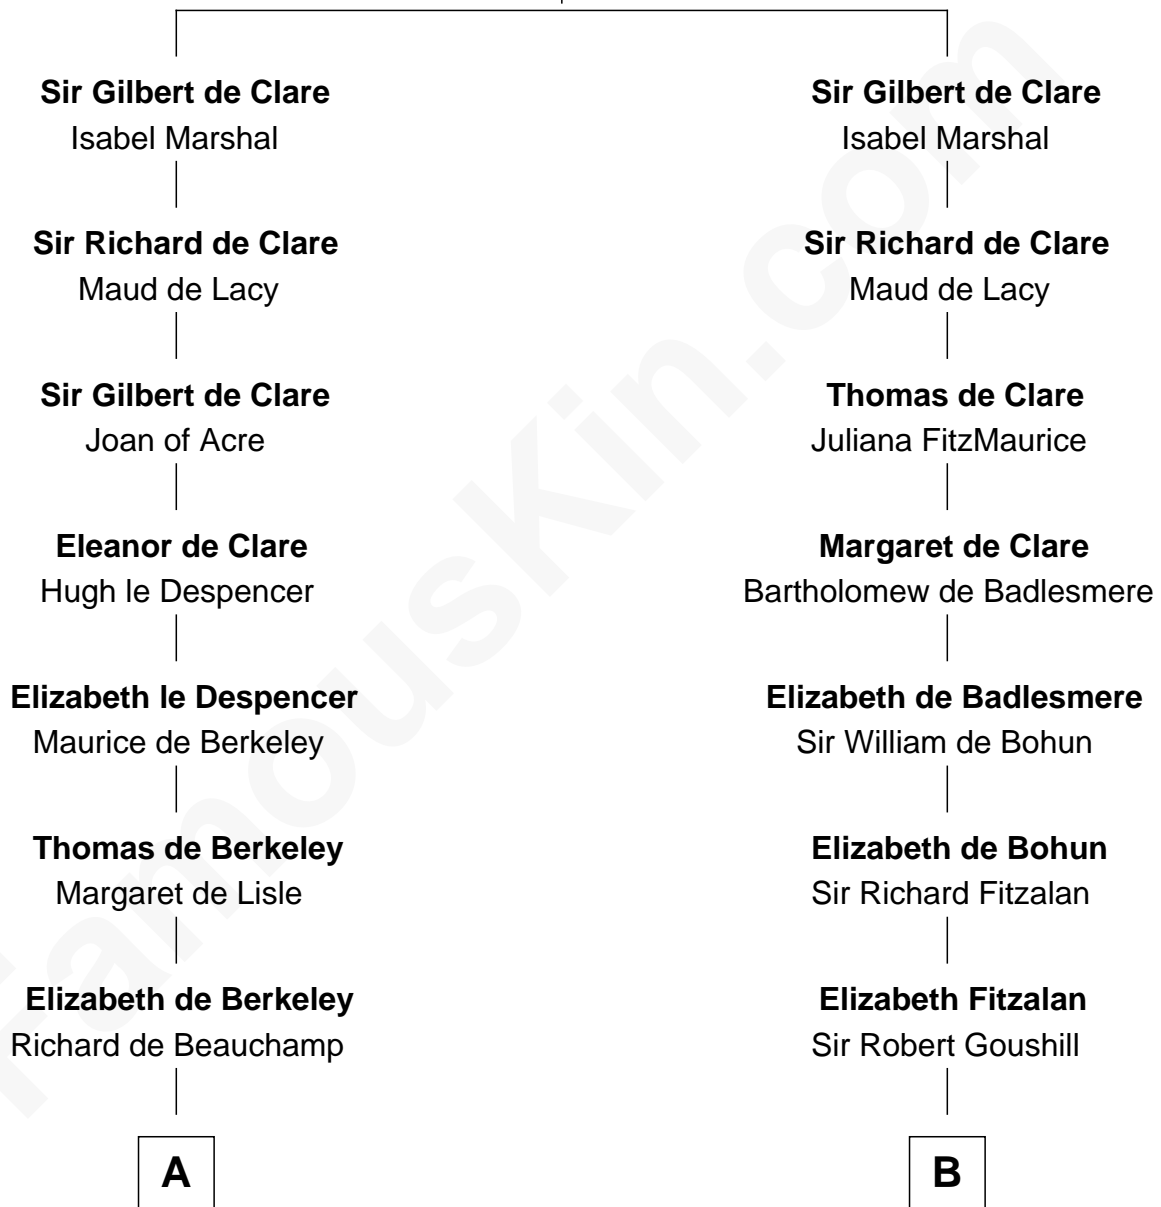 Sir Gilbert de Clare
Isabel Marshal
Sir Richard de Clare
Maud de Lacy
Sir Gilbert de Clare
Joan of Acre
Eleanor de Clare
Hugh le Despencer
Elizabeth le Despencer
Maurice de Berkeley
Thomas de Berkeley
Margaret de Lisle
Elizabeth de Berkeley
Richard de Beauchamp
A
Sir Gilbert de Clare
Isabel Marshal
Sir Richard de Clare
Maud de Lacy
Thomas de Clare
Juliana FitzMaurice
Margaret de Clare
Bartholomew de Badlesmere
Elizabeth de Badlesmere
Sir William de Bohun
Elizabeth de Bohun
Sir Richard Fitzalan
Elizabeth Fitzalan
Sir Robert Goushill
B
FamousKin.com